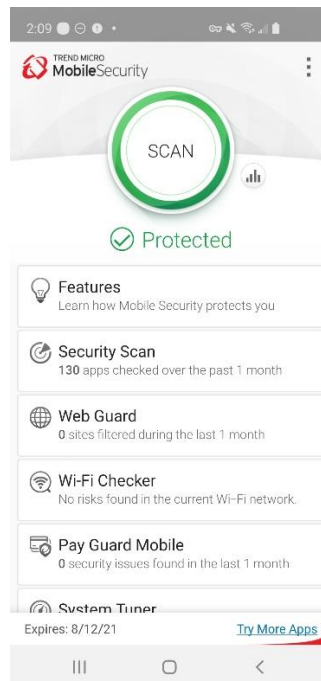 2:09
TREND MICRO
MobileSecurity
SCAN
Protected
Features
Learn how Mobile Security protects you
Security Scan
130 apps checked over the past 1 month
Web Guard
0 sites filtered during the last 1 month
Wi-Fi Checker
No risks found in the current Wi-Fi network.
Pay Guard Mobile
0 security issues found in the last 1 month
System Tuner
Expires: 8/12/21
Try More Apps